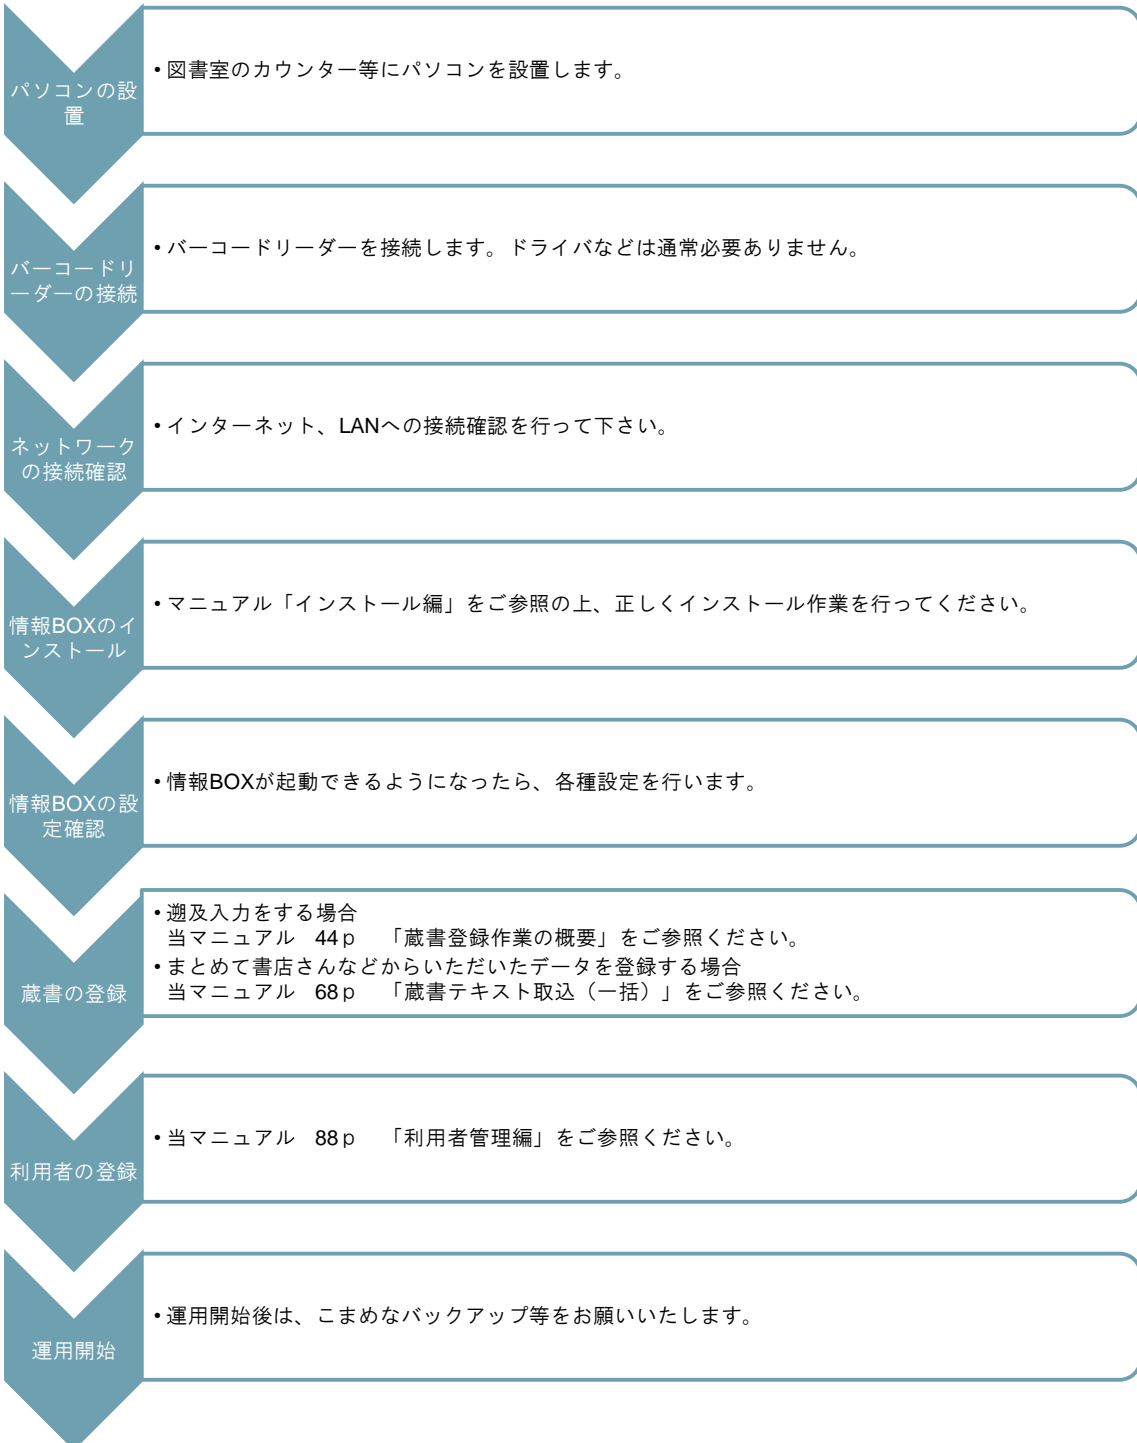 パソコンの設
置
・図書室のカウンター等にパソコンを設置します。
バーコードリ
ーダーの接続
・バーコードリーダーを接続します。ドライバなどは通常必要ありません。
ネットワーク
の接続確認
・インターネット、LANへの接続確認を行って下さい。
情報BOXのイ
ンストール
・マニュアル「インストール編」をご参照の上、正しくインストール作業を行ってください。
情報BOXの設
定確認
・情報BOXが起動できるようになったら、各種設定を行います。
蔵書の登録
・遡及入力をする場合
当マニュアル　44ｐ　「蔵書登録作業の概要」をご参照ください。
・まとめて書店さんなどからいただいたデータを登録する場合
当マニュアル　68ｐ　「蔵書テキスト取込（一括）」をご参照ください。
利用者の登録
・当マニュアル　88ｐ　「利用者管理編」をご参照ください。
運用開始
・運用開始後は、こまめなバックアップ等をお願いいたします。